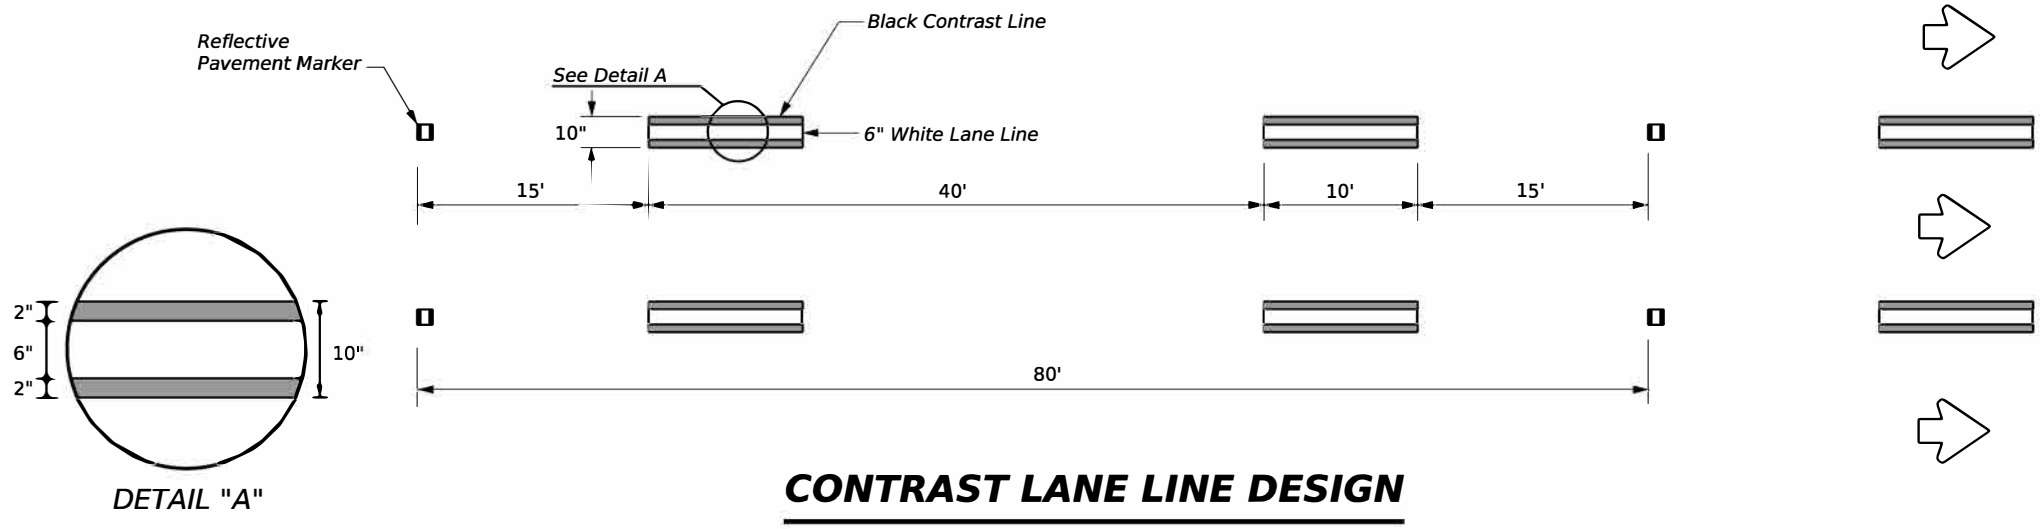 Black Contrast Line
Reflective
Pavement Marker
See Detail A
10"
6" White Lane Line
15'
40'
10'
15'
2"
6"
2"
10"
80'
DETAIL "A"
CONTRAST LANE LINE DESIGN